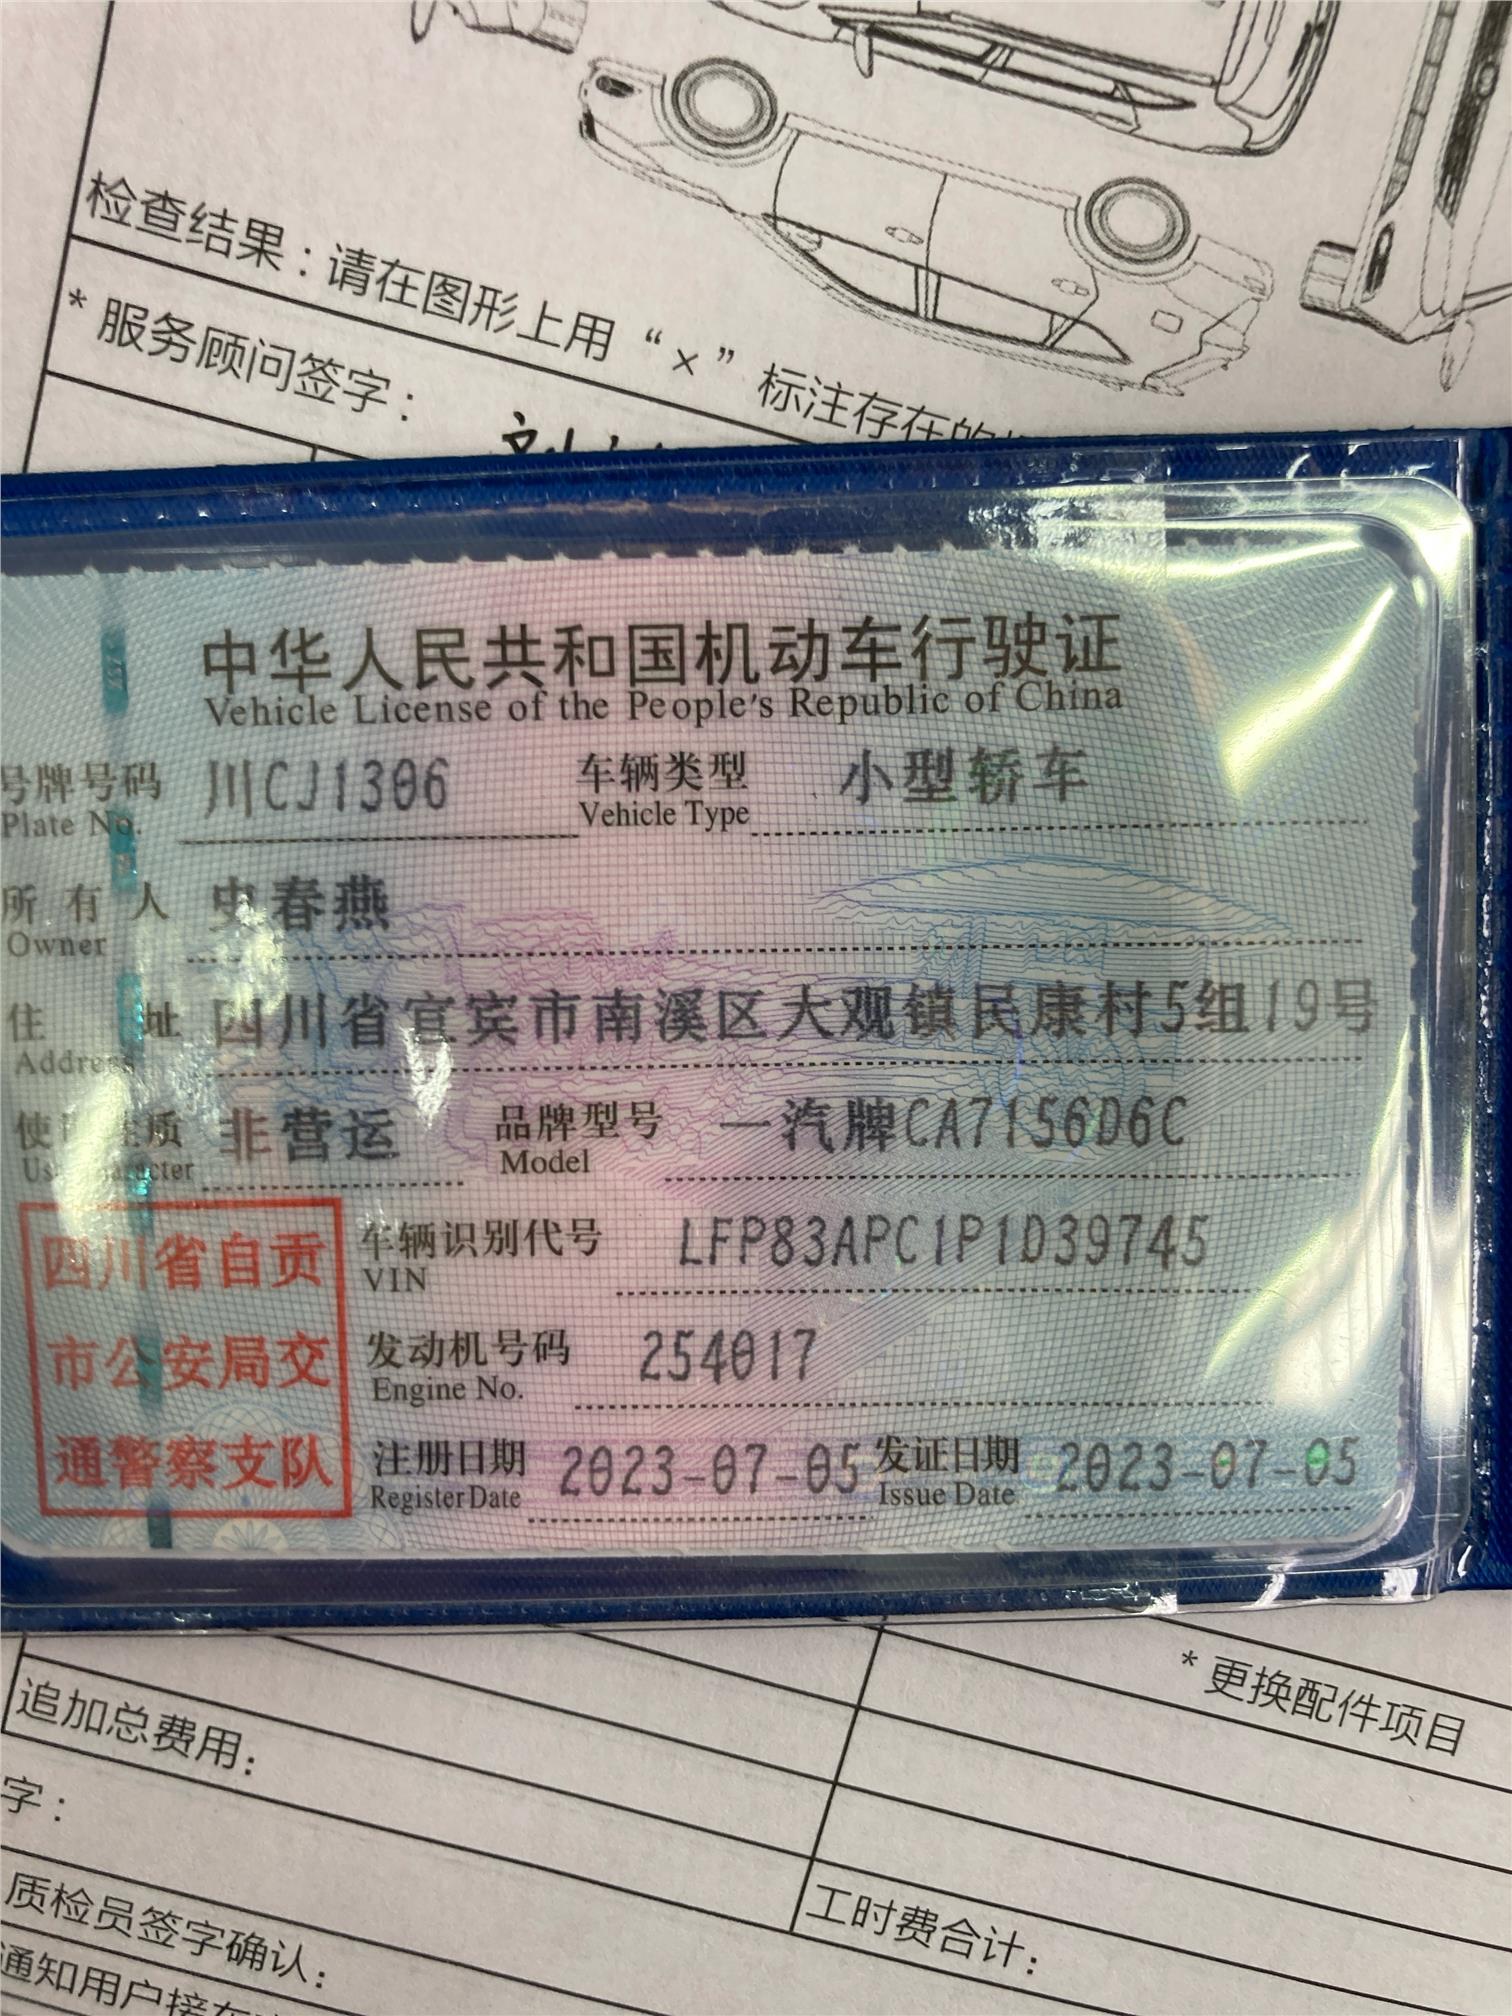 检查结果：请在图形上用“×”标注存在的
* 服务顾问签字：
中华人民共和国机动车行驶证
Vehicle License of the People's Republic of China
号牌号码 川CJ1306 车辆类型 小型轿车
Plate No. Vehicle Type
所有人 史春燕
Owner
住址 四川省宜宾市南溪区大观镇民康村5组19号
Address
使用性质 非营运 品牌型号 一汽牌CA7156D6C
Use Character Model
四川省自贡
市公安局交
通警察支队
车辆识别代号 LFP83APC1P1D39745
VIN
发动机号码 254017
Engine No.
注册日期 2023-07-05 发证日期 2023-07-05
Register Date Issue Date
* 更换配件项目
追加总费用：
字：
工时费合计：
质检员签字确认：
通知用户接车